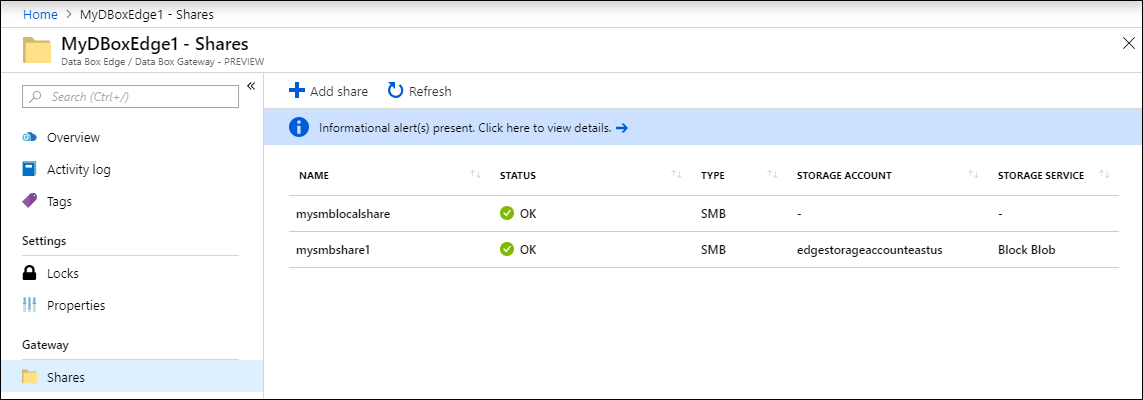 Home > MyDBoxEdge1 - Shares
MyDBoxEdge1 - Shares
Data Box Edge / Data Box Gateway - PREVIEW
Search (Ctrl+/)
Overview
Activity log
Tags
Settings
Locks
Properties
Gateway
Shares
Add share Refresh
Informational alert(s) present. Click here to view details. →
NAME STATUS TYPE STORAGE ACCOUNT STORAGE SERVICE
mysmblocalshare OK SMB - -
mysmbshare1 OK SMB edgestorageaccounteastus Block Blob